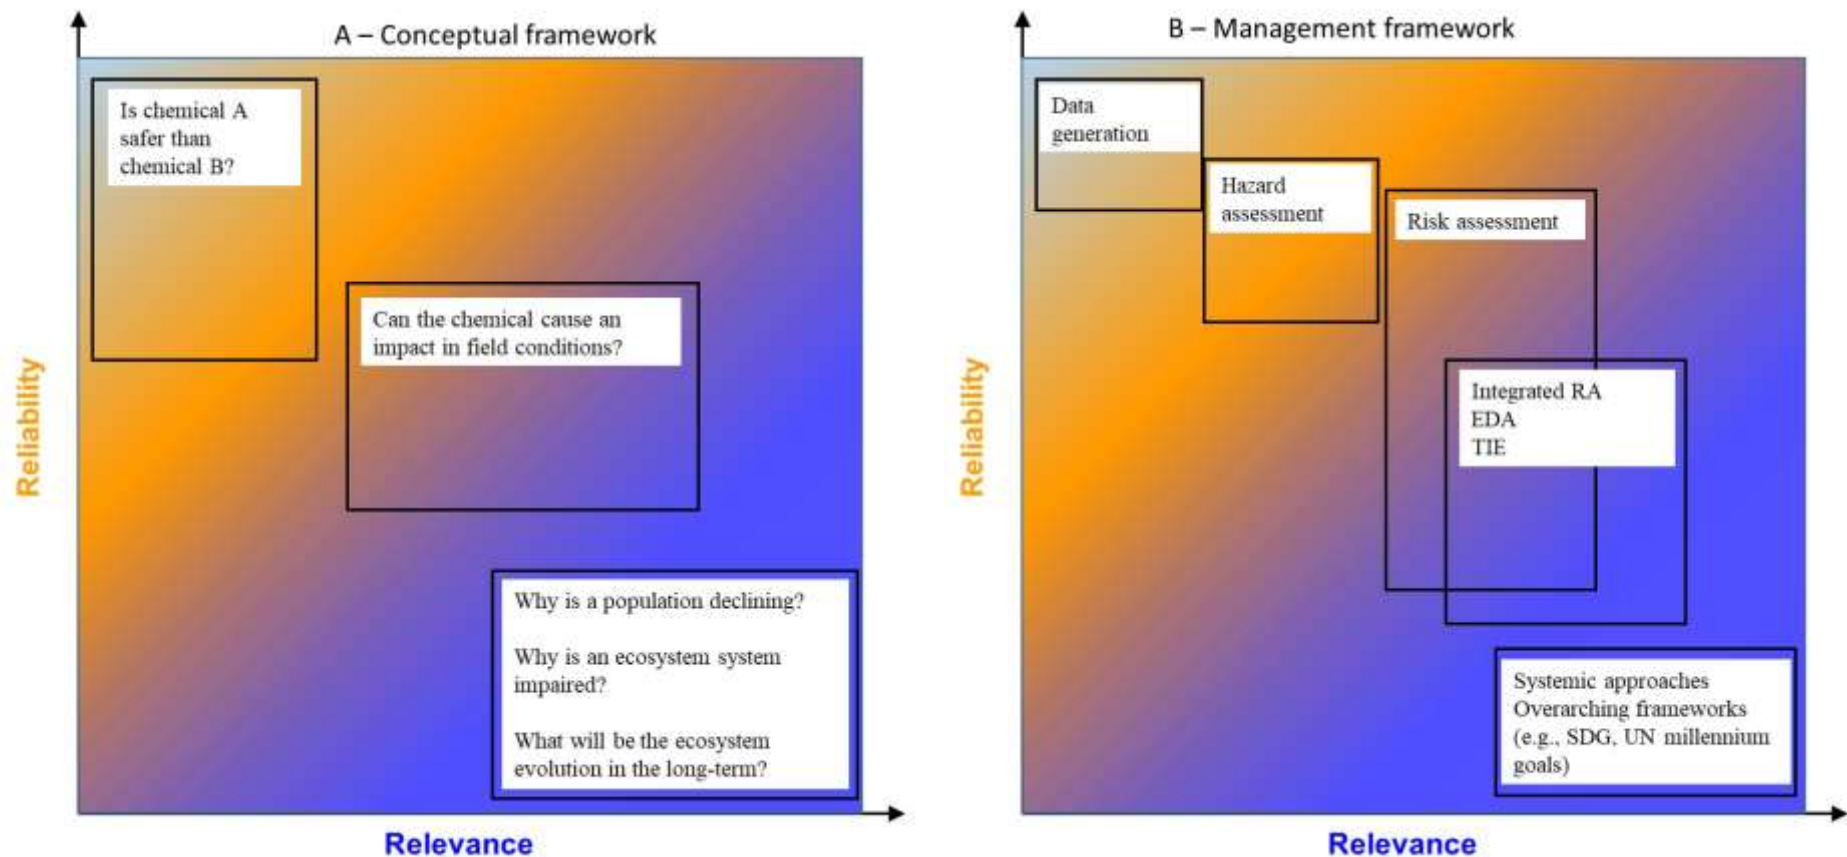 A – Conceptual framework
Reliability
Is chemical A
safer than
chemical B?
Can the chemical cause an
impact in field conditions?
Why is a population declining?
Why is an ecosystem system
impaired?
What will be the ecosystem
evolution in the long-term?
Relevance
B – Management framework
Reliability
Data
generation
Hazard
assessment
Risk assessment
Integrated RA
EDA
TIE
Systemic approaches
Overarching frameworks
(e.g., SDG, UN millennium
goals)
Relevance